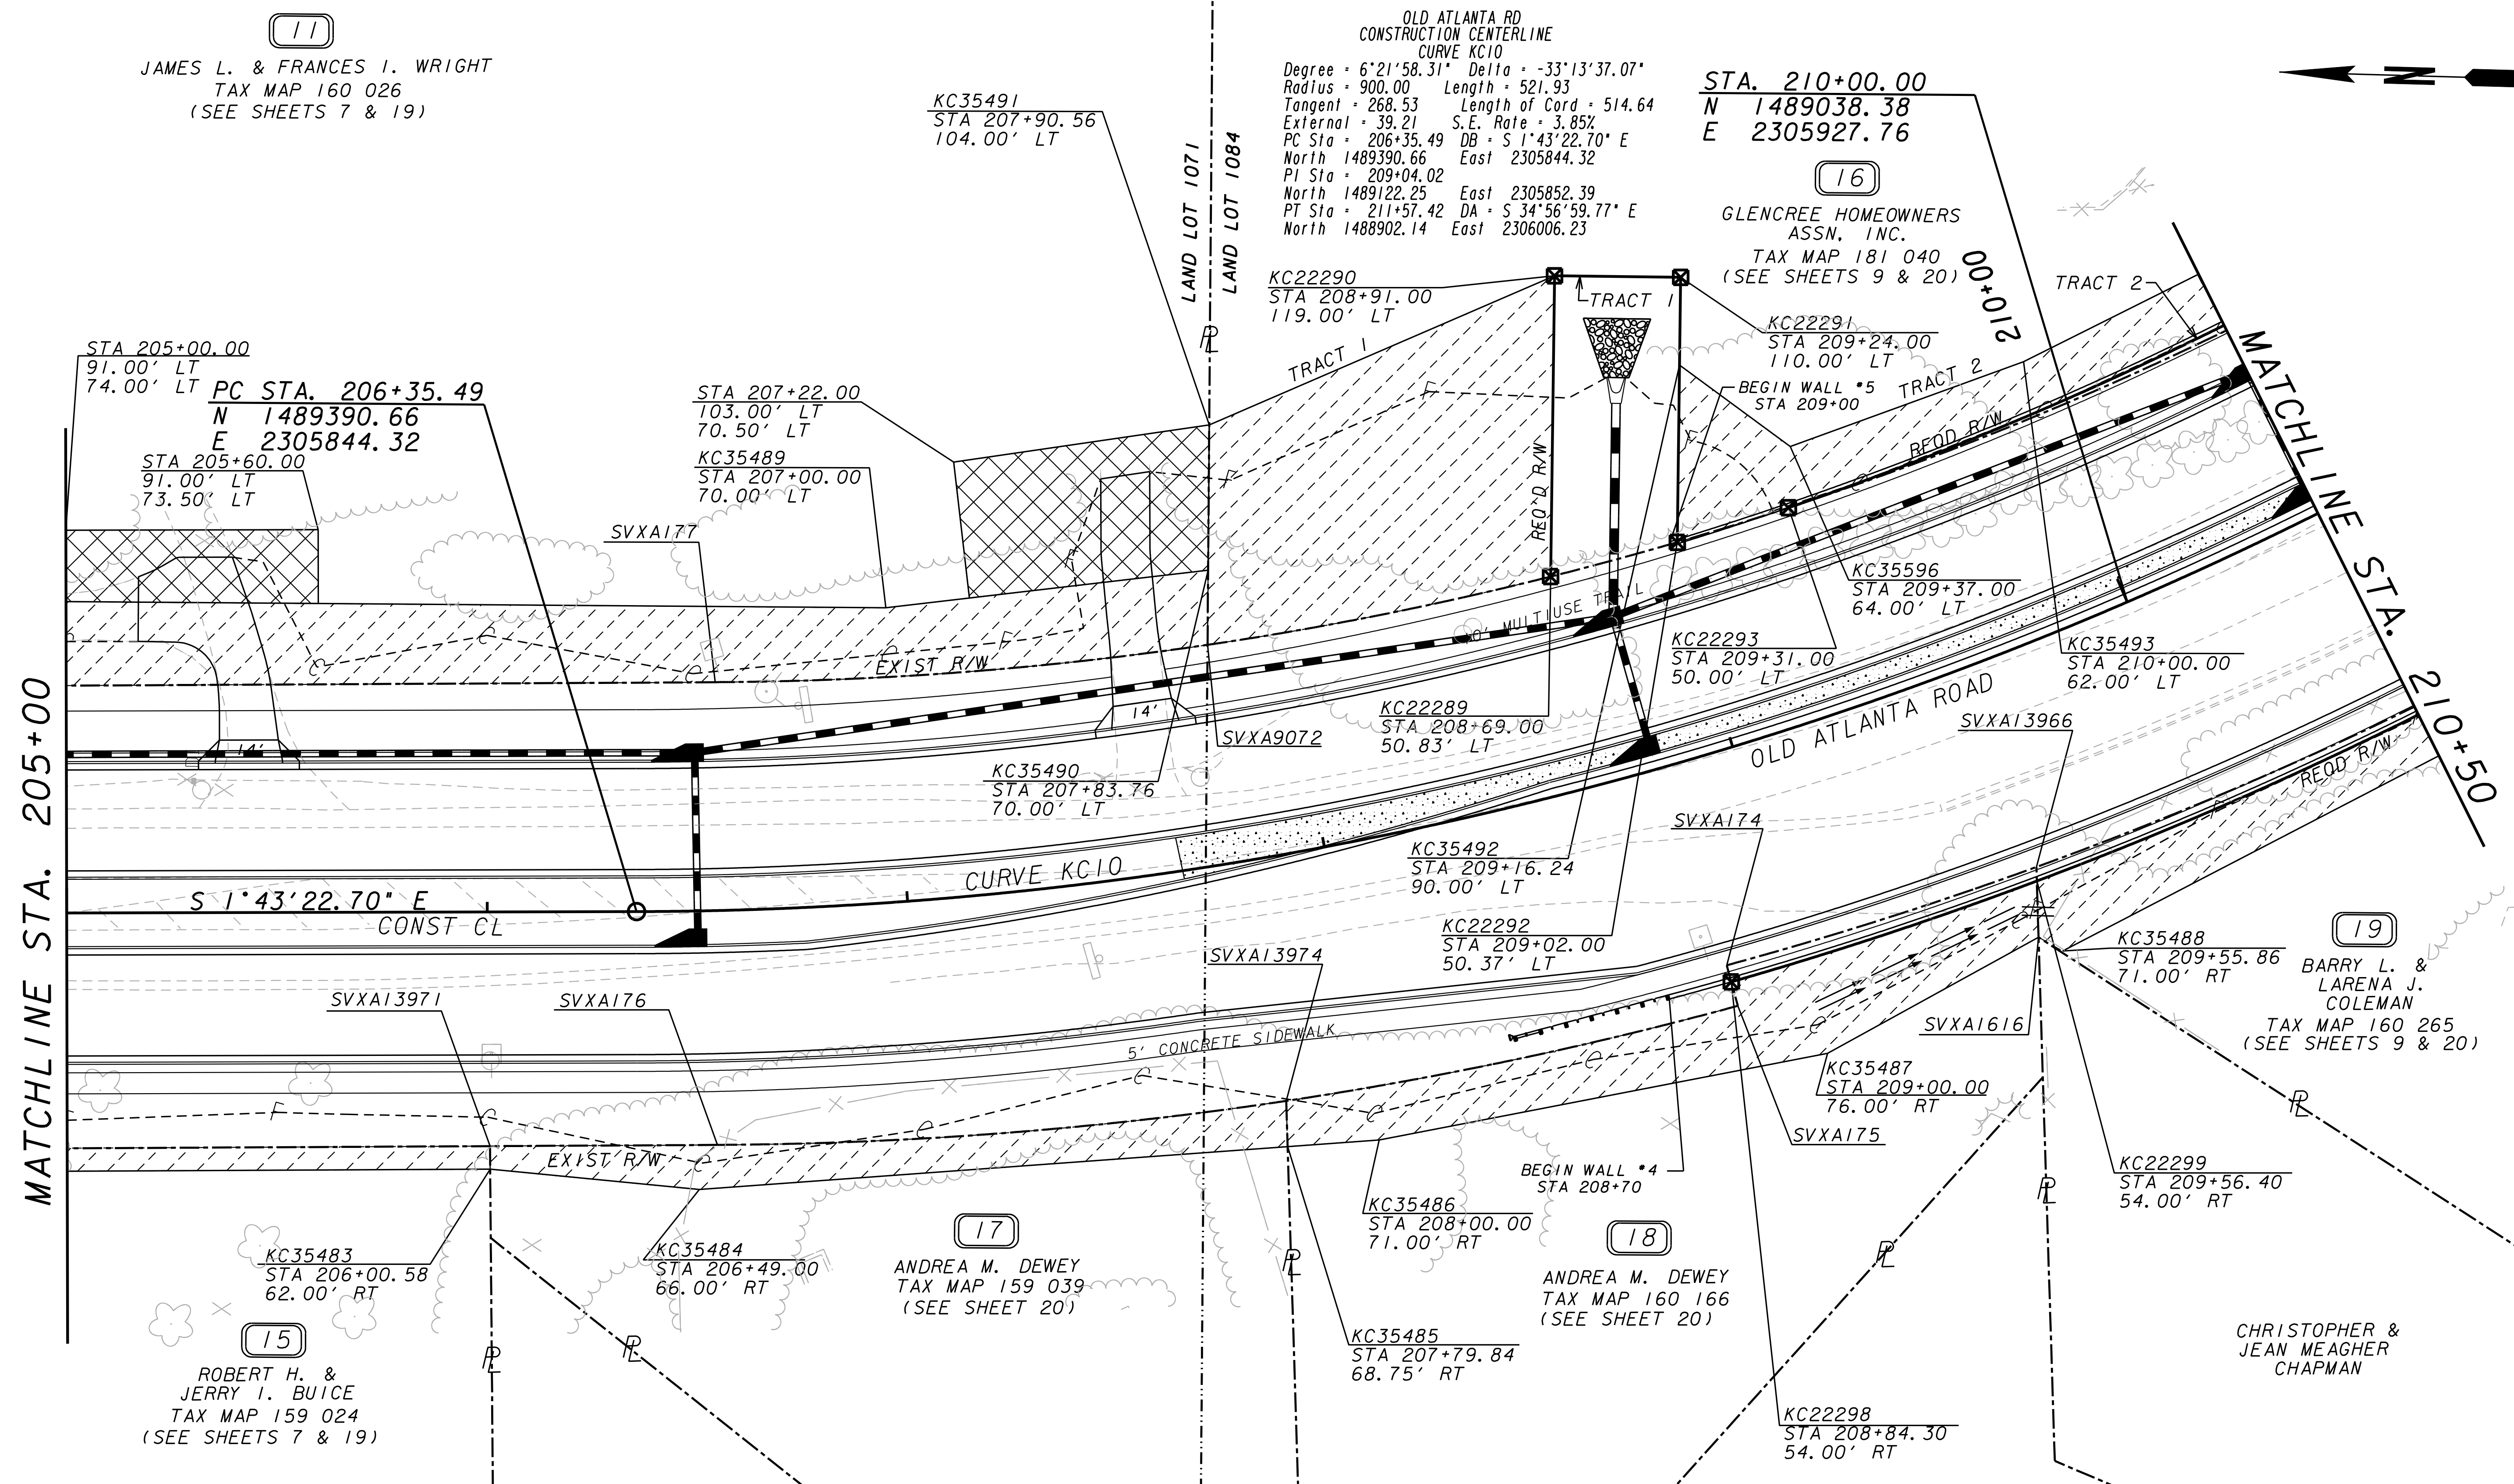 11
JAMES L. & FRANCES I. WRIGHT
TAX MAP 160 026
(SEE SHEETS 7 & 19)
KC35491
STA 207+90.56
104.00' LT
LAND LOT 1071
LAND LOT 1084
OLD ATLANTA RD
CONSTRUCTION CENTERLINE
CURVE KC10
Degree = 6°21'58.31" Delta = -33°13'37.07"
Radius = 900.00 Length = 521.93
Tangent = 268.53 Length of Cord = 514.64
External = 39.21 S.E. Rate = 3.85%
PC Sta = 206+35.49 DB = S 1°43'22.70" E
North 1489390.66 East 2305844.32
PI Sta = 209+04.02
North 1489122.25 East 2305852.39
PT Sta = 211+57.42 DA = S 34°56'59.77" E
North 1488902.14 East 2306006.23
STA. 210+00.00
N 1489038.38
E 2305927.76
N
16
GLENCREE HOMEOWNERS
ASSN, INC.
TAX MAP 181 040
(SEE SHEETS 9 & 20)
210+00
TRACT 2
KC22290
STA 208+91.00
119.00' LT
TRACT 1
KC22291
STA 209+24.00
110.00' LT
TRACT 1
TRACT 2
BEGIN WALL #5
STA 209+00
PL
STA 205+00.00
91.00' LT
74.00' LT
PC STA. 206+35.49
N 1489390.66
E 2305844.32
STA 205+60.00
91.00' LT
73.50' LT
STA 207+22.00
103.00' LT
70.50' LT
KC35489
STA 207+00.00
70.00' LT
SVXA177
REQ'D R/W
REQD R/W
MATCHLINE STA. 210+50
KC35596
STA 209+37.00
64.00' LT
10' MULTIUSE TRAIL
KC22293
STA 209+31.00
50.00' LT
KC35493
STA 210+00.00
62.00' LT
EXIST R/W
14'
14'
KC22289
STA 208+69.00
50.83' LT
SVXA9072
OLD ATLANTA ROAD
SVXA13966
REQD R/W
MATCHLINE STA. 205+00
KC35490
STA 207+83.76
70.00' LT
SVXA174
KC35492
STA 209+16.24
90.00' LT
CURVE KC10
S 1°43'22.70" E
CONST CL
KC22292
STA 209+02.00
50.37' LT
19
BARRY L. &
LARENA J.
COLEMAN
TAX MAP 160 265
(SEE SHEETS 9 & 20)
KC35488
STA 209+55.86
71.00' RT
SVXA13974
SVXA13971
SVXA176
SVXA1616
5' CONCRETE SIDEWALK
KC35487
STA 209+00.00
76.00' RT
SVXA175
PL
EXIST R/W
BEGIN WALL #4
STA 208+70
KC22299
STA 209+56.40
54.00' RT
PL
KC35486
STA 208+00.00
71.00' RT
17
ANDREA M. DEWEY
TAX MAP 159 039
(SEE SHEET 20)
18
ANDREA M. DEWEY
TAX MAP 160 166
(SEE SHEET 20)
PL
PL
KC35483
STA 206+00.58
62.00' RT
KC35484
STA 206+49.00
66.00' RT
15
ROBERT H. &
JERRY I. BUICE
TAX MAP 159 024
(SEE SHEETS 7 & 19)
PL
PL
KC35485
STA 207+79.84
68.75' RT
CHRISTOPHER &
JEAN MEAGHER
CHAPMAN
KC22298
STA 208+84.30
54.00' RT